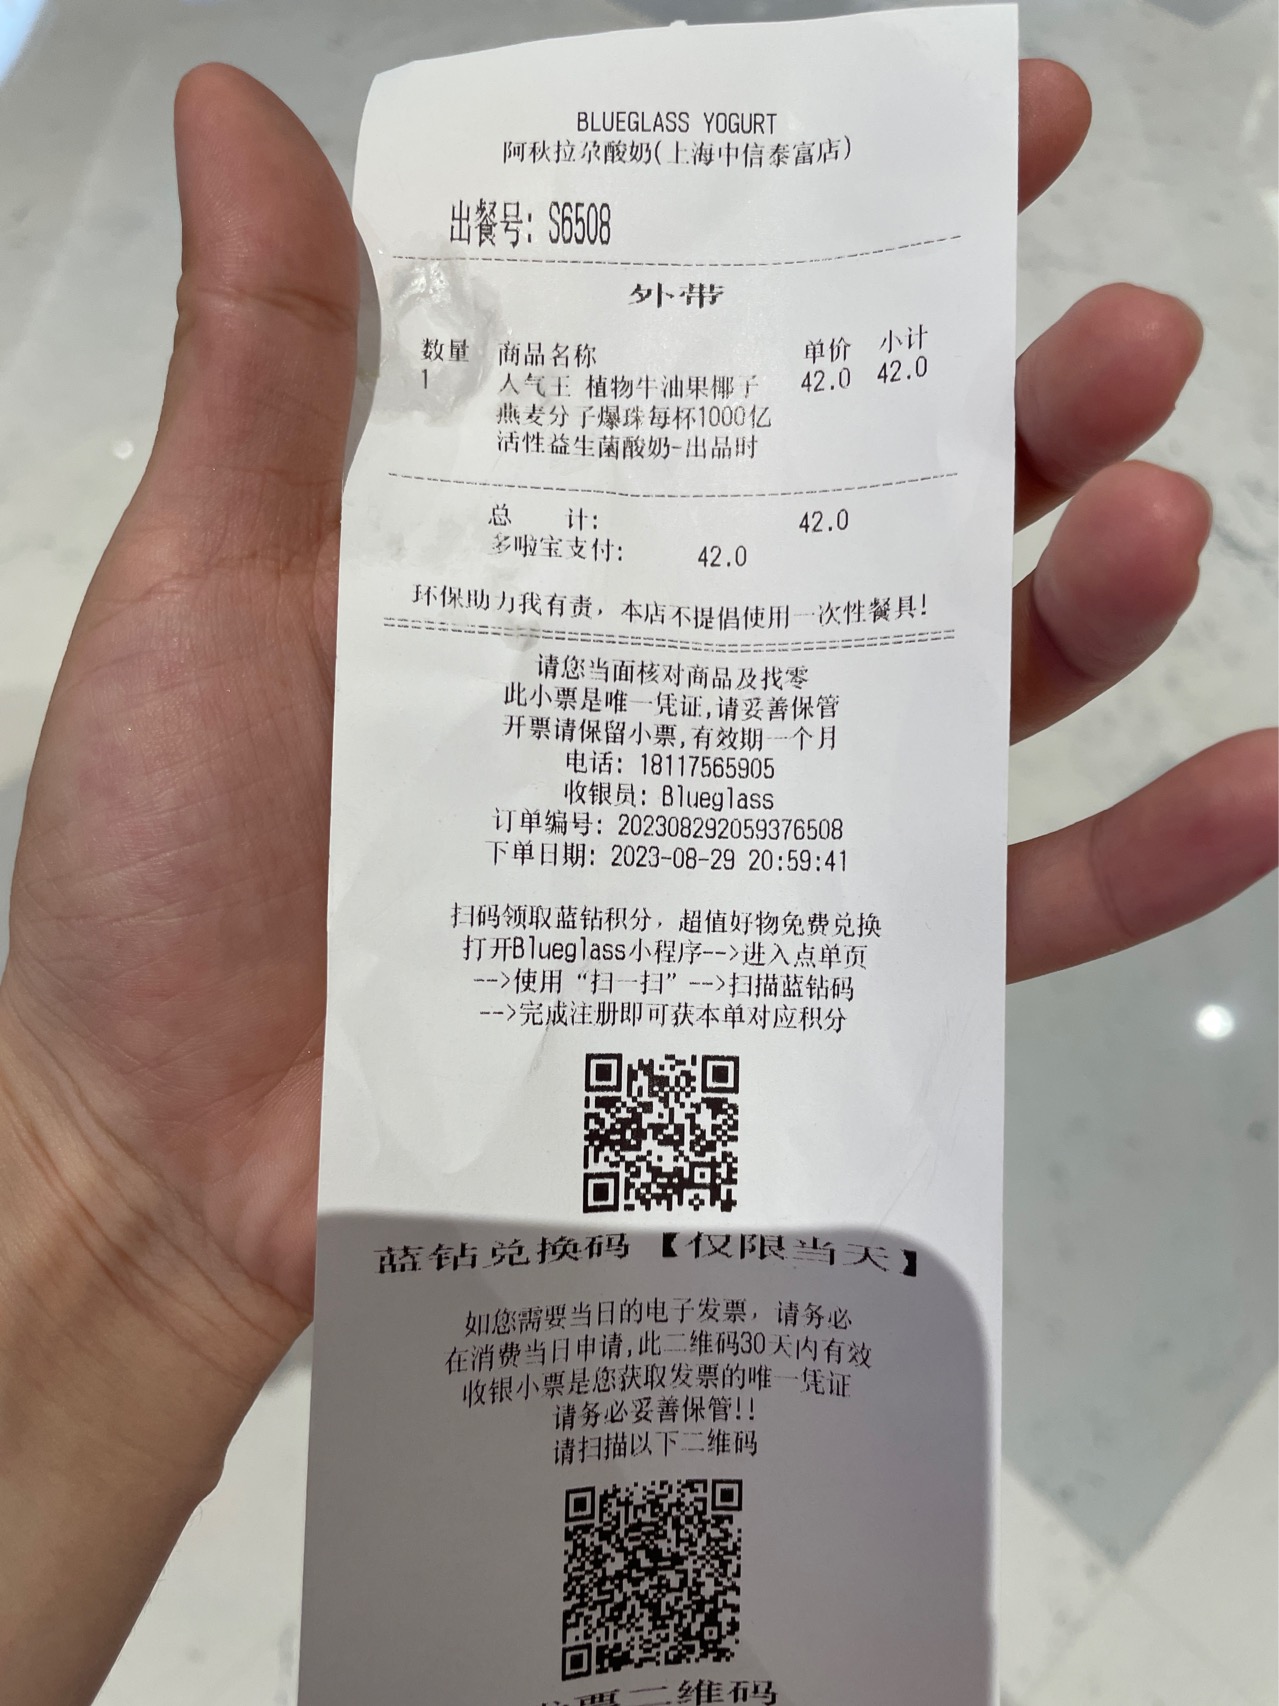 BLUEGLASS YOGURT
阿秋拉尕酸奶(上海中信泰富店)
出餐号: S6508
外带
数量 商品名称 单价 小计
1 人气王 植物牛油果椰子 42.0 42.0
燕麦分子爆珠每杯1000亿
活性益生菌酸奶-出品时
总 计: 42.0
多啦宝支付: 42.0
环保助力我有责，本店不提倡使用一次性餐具!
请您当面核对商品及找零
此小票是唯一凭证,请妥善保管
开票请保留小票,有效期一个月
电话: 18117565905
收银员: Blueglass
订单编号: 202308292059376508
下单日期: 2023-08-29 20:59:41
扫码领取蓝钻积分，超值好物免费兑换
打开Blueglass小程序-->进入点单页
-->使用“扫一扫”-->扫描蓝钻码
-->完成注册即可获本单对应积分
蓝钻兑换码【仅限当天】
如您需要当日的电子发票，请务必
在消费当日申请,此二维码30天内有效
收银小票是您获取发票的唯一凭证
请务必妥善保管!!
请扫描以下二维码
票二维码